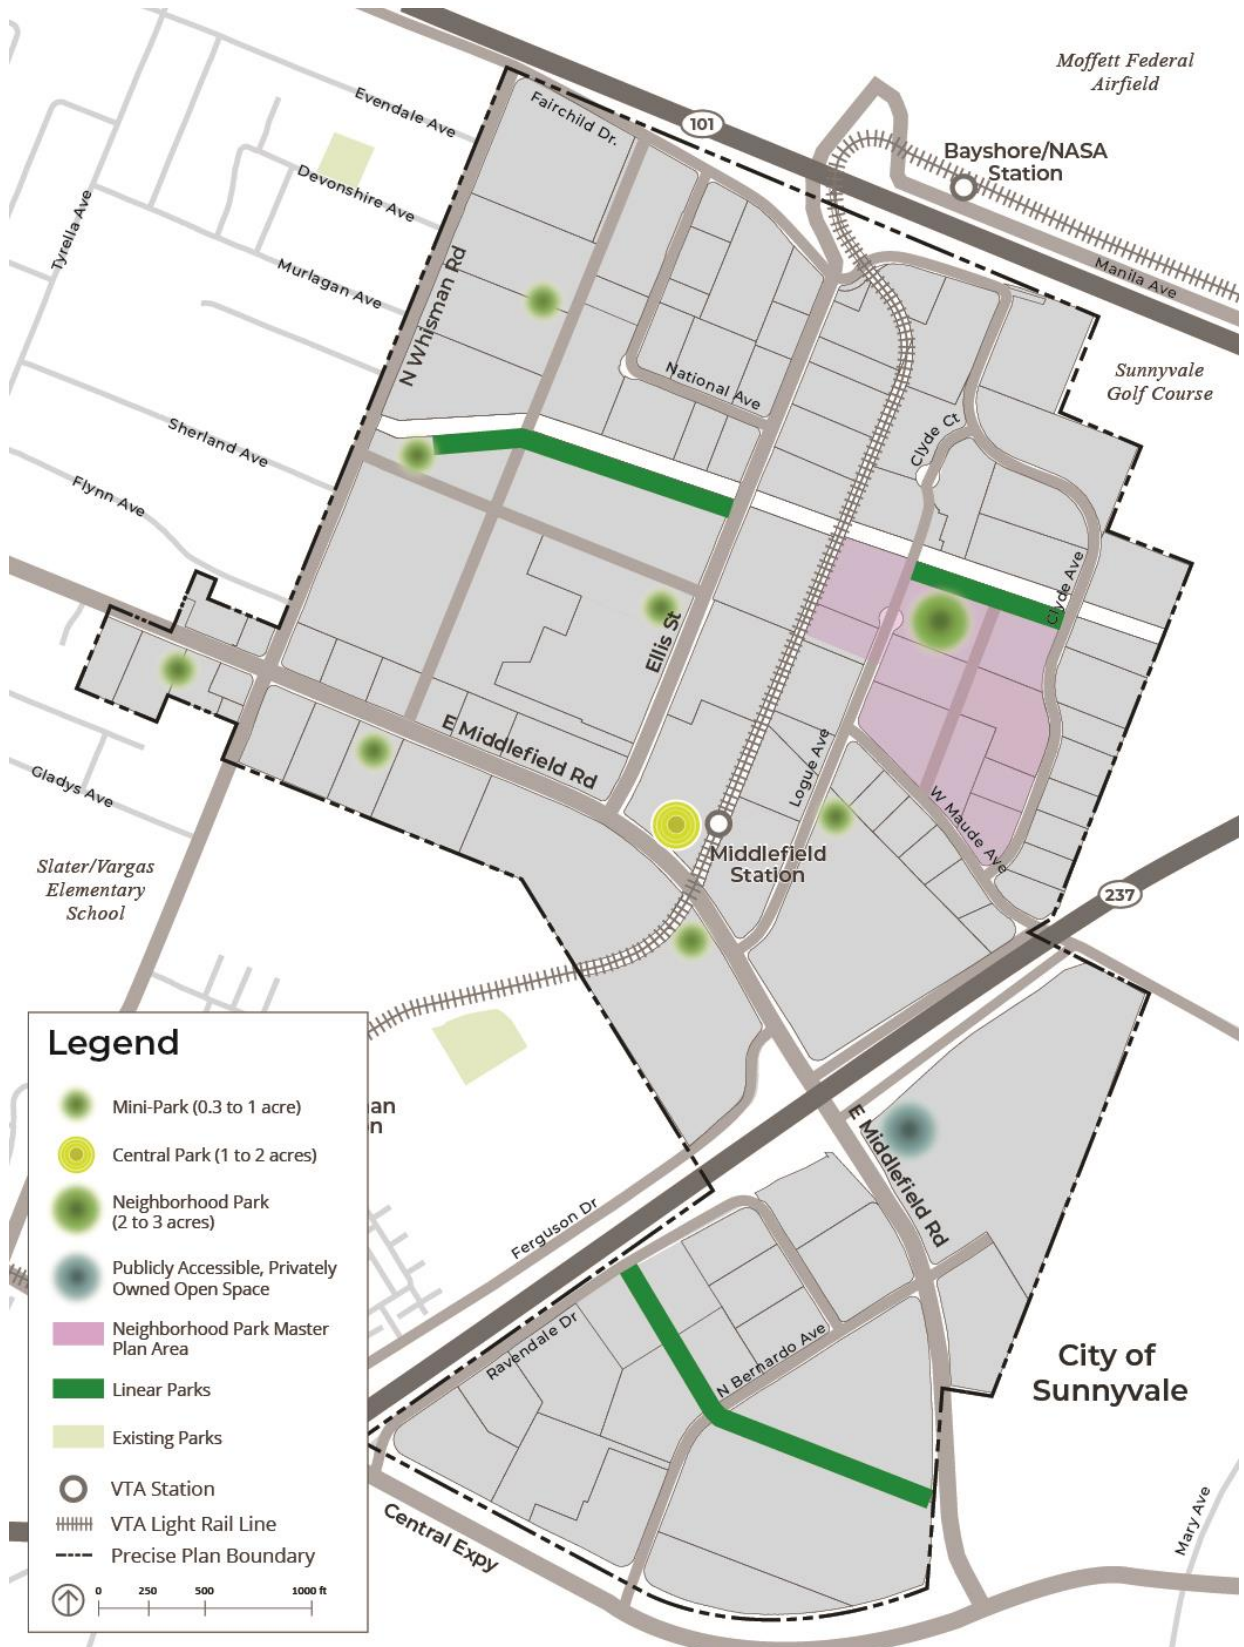 Moffett Federal
Airfield
Evendale Ave
Fairchild Dr.
101
Bayshore/NASA
Station
Devonshire Ave
Tyrella Ave
Murlagan Ave
N Whisman Rd
Manila Ave
Sunnyvale
Golf Course
National Ave
Clyde Ct
Sherland Ave
Flynn Ave
Clyde Ave
Ellis St
E Middlefield Rd
Logue Ave
W Maude Ave
Gladys Ave
Middlefield
Station
Slater/Vargas
Elementary
School
237
Legend
Mini-Park (0.3 to 1 acre)
Central Park (1 to 2 acres)
Neighborhood Park
(2 to 3 acres)
Publicly Accessible, Privately
Owned Open Space
Neighborhood Park Master
Plan Area
Linear Parks
Existing Parks
VTA Station
VTA Light Rail Line
Precise Plan Boundary
0 250 500 1000 ft
an
n
E Middlefield Rd
Ferguson Dr
Ravendale Dr
N Bernardo Ave
City of
Sunnyvale
Central Expy
Mary Ave